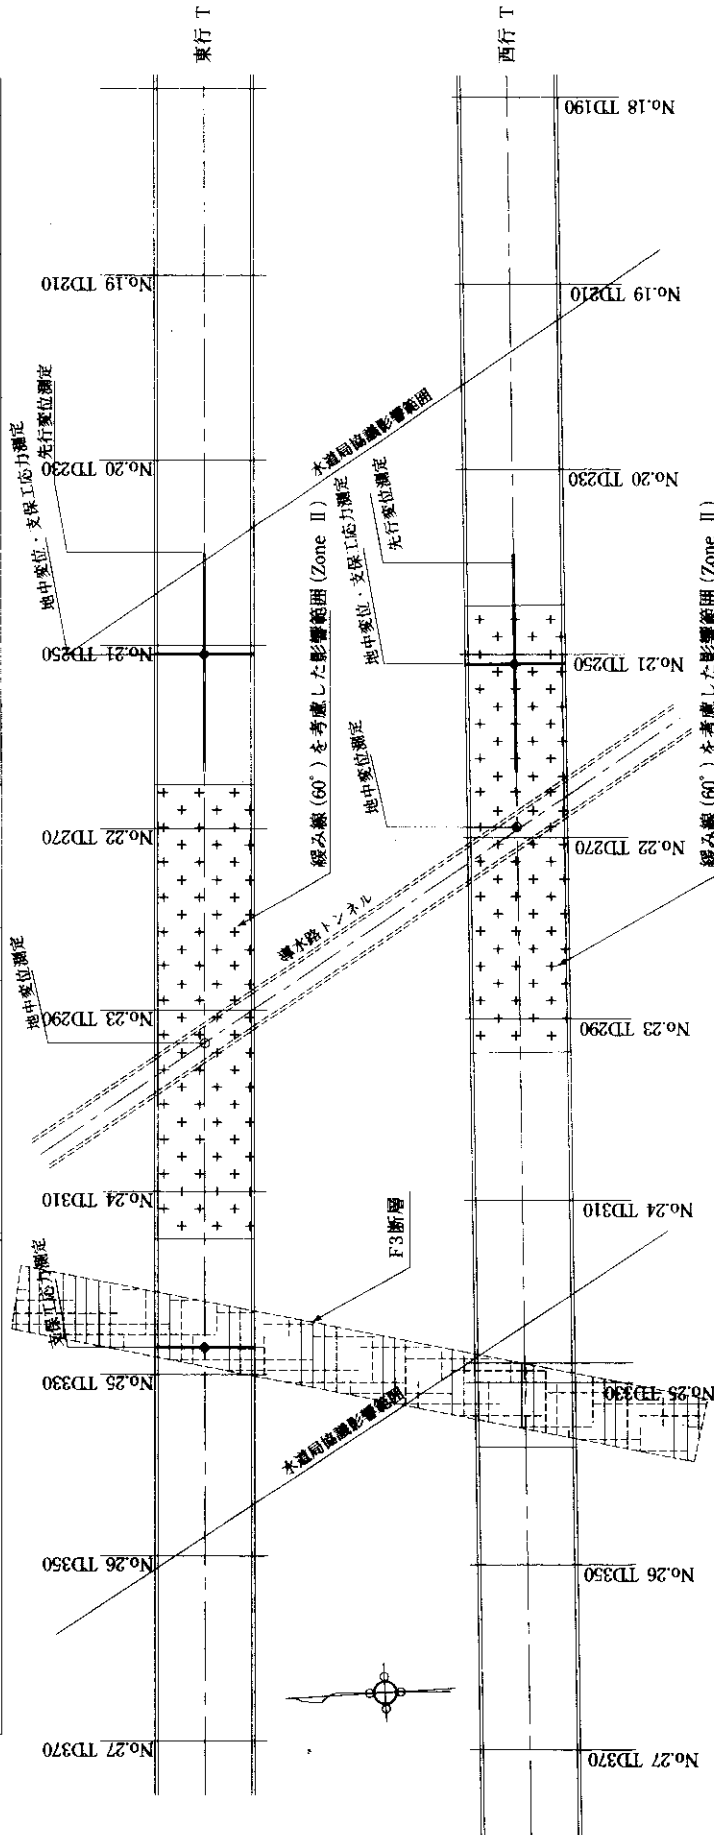 東行 T
西行 T
No.19 TD210
No.20 TD230
No.21 TD250
No.22 TD270
No.23 TD290
No.24 TD310
No.25 TD330
No.26 TD350
No.27 TD370
先行変位測定
地中変位・支保工応力測定
水道局協議影響範囲
緩み線 (60°) を考慮した影響範囲 (Zone Ⅱ)
地中変位測定
導水路トンネル
支保工応力測定
F3断層
水道局協議影響範囲
No.18 TD190
No.19 TD210
No.20 TD230
No.21 TD250
No.22 TD270
No.23 TD290
No.24 TD310
No.25 TD330
No.26 TD350
No.27 TD370
先行変位測定
地中変位・支保工応力測定
地中変位測定
緩み線 (60°) を考慮した影響範囲 (Zone Ⅱ)